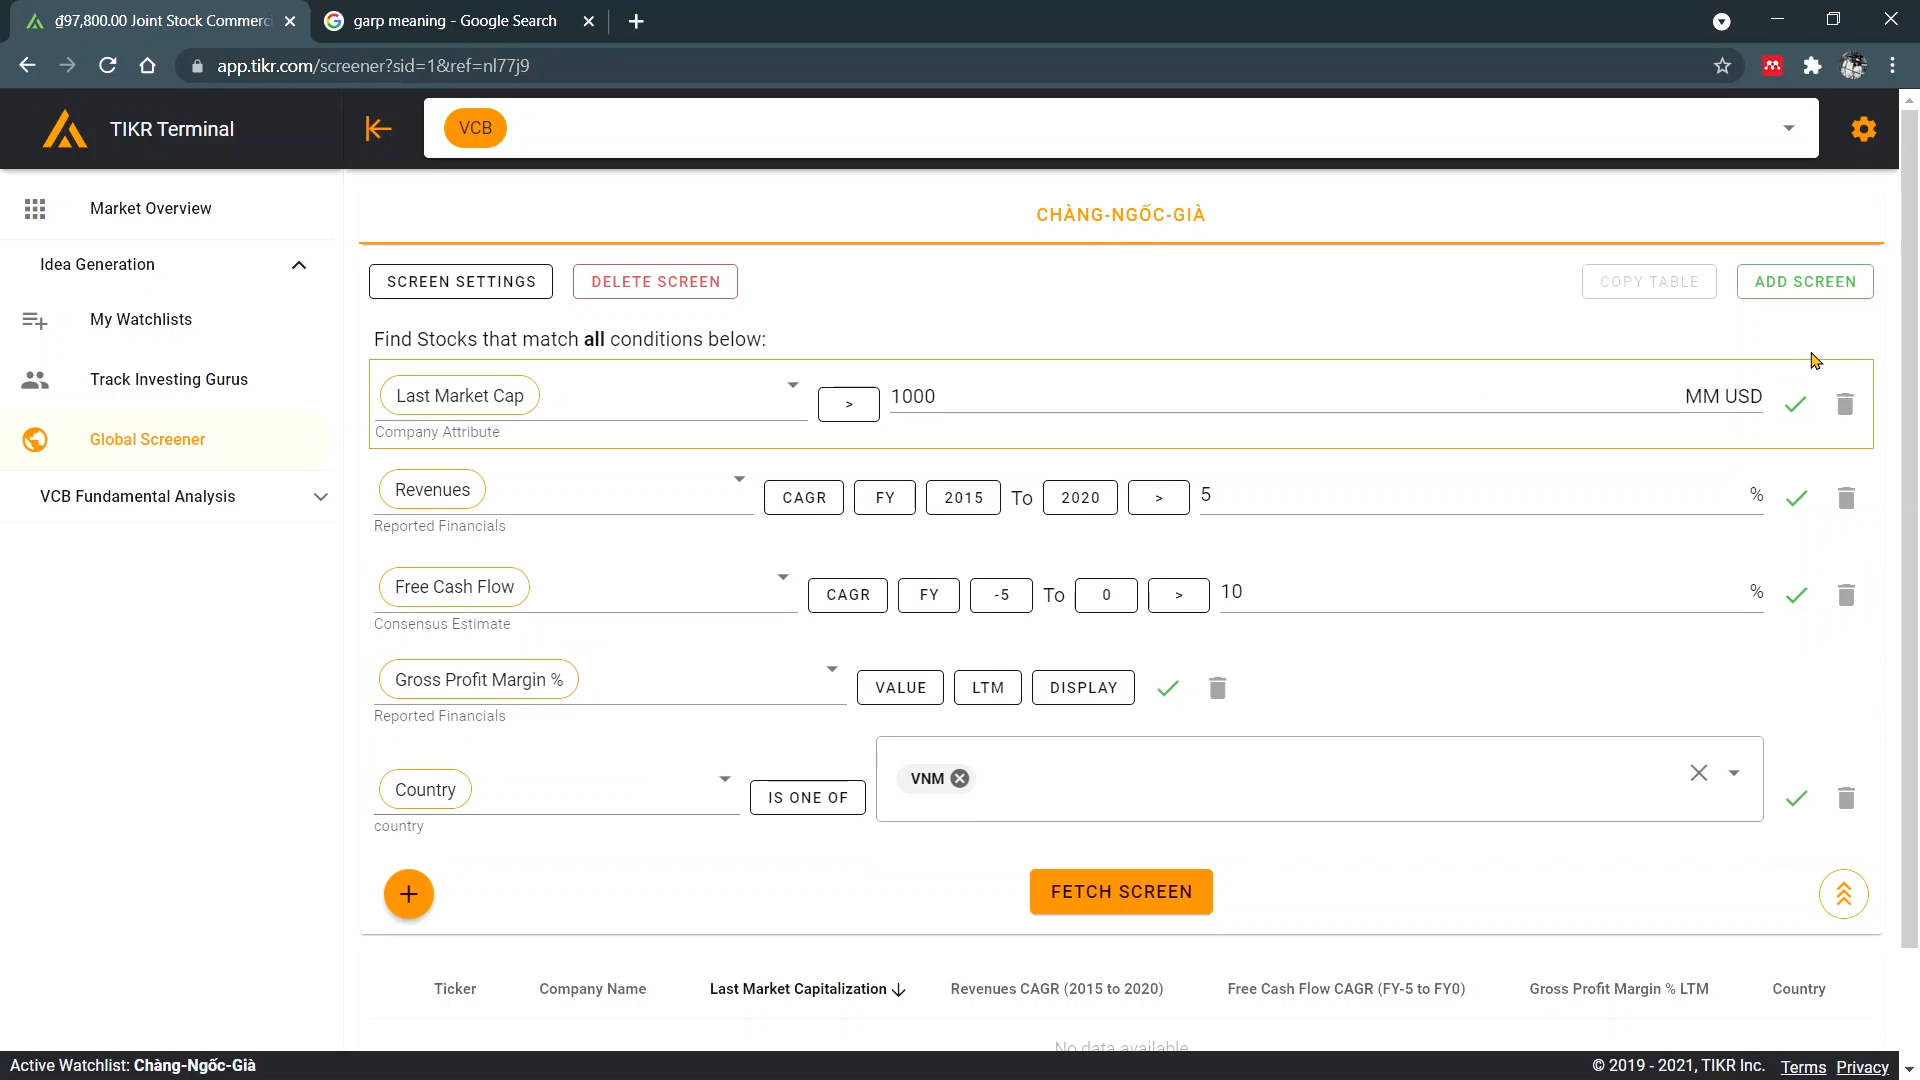 ₫97,800.00 Joint Stock Commerc
garp meaning - Google Search
app.tikr.com/screener?sid=1&ref=nl77j9
TIKR Terminal
VCB
Market Overview
Idea Generation
My Watchlists
Track Investing Gurus
Global Screener
VCB Fundamental Analysis
CHÀNG-NGỐC-GIÀ
SCREEN SETTINGS DELETE SCREEN COPY TABLE ADD SCREEN
Find Stocks that match all conditions below:
Last Market Cap > 1000 MM USD
Company Attribute
Revenues CAGR FY 2015 To 2020 > 5 %
Reported Financials
Free Cash Flow CAGR FY -5 To 0 > 10 %
Consensus Estimate
Gross Profit Margin % VALUE LTM DISPLAY
Reported Financials
Country IS ONE OF VNM
country
+ FETCH SCREEN
Ticker Company Name Last Market Capitalization Revenues CAGR (2015 to 2020) Free Cash Flow CAGR (FY-5 to FY0) Gross Profit Margin % LTM Country
No data available
Active Watchlist: Chàng-Ngốc-Già © 2019 - 2021, TIKR Inc. Terms Privacy